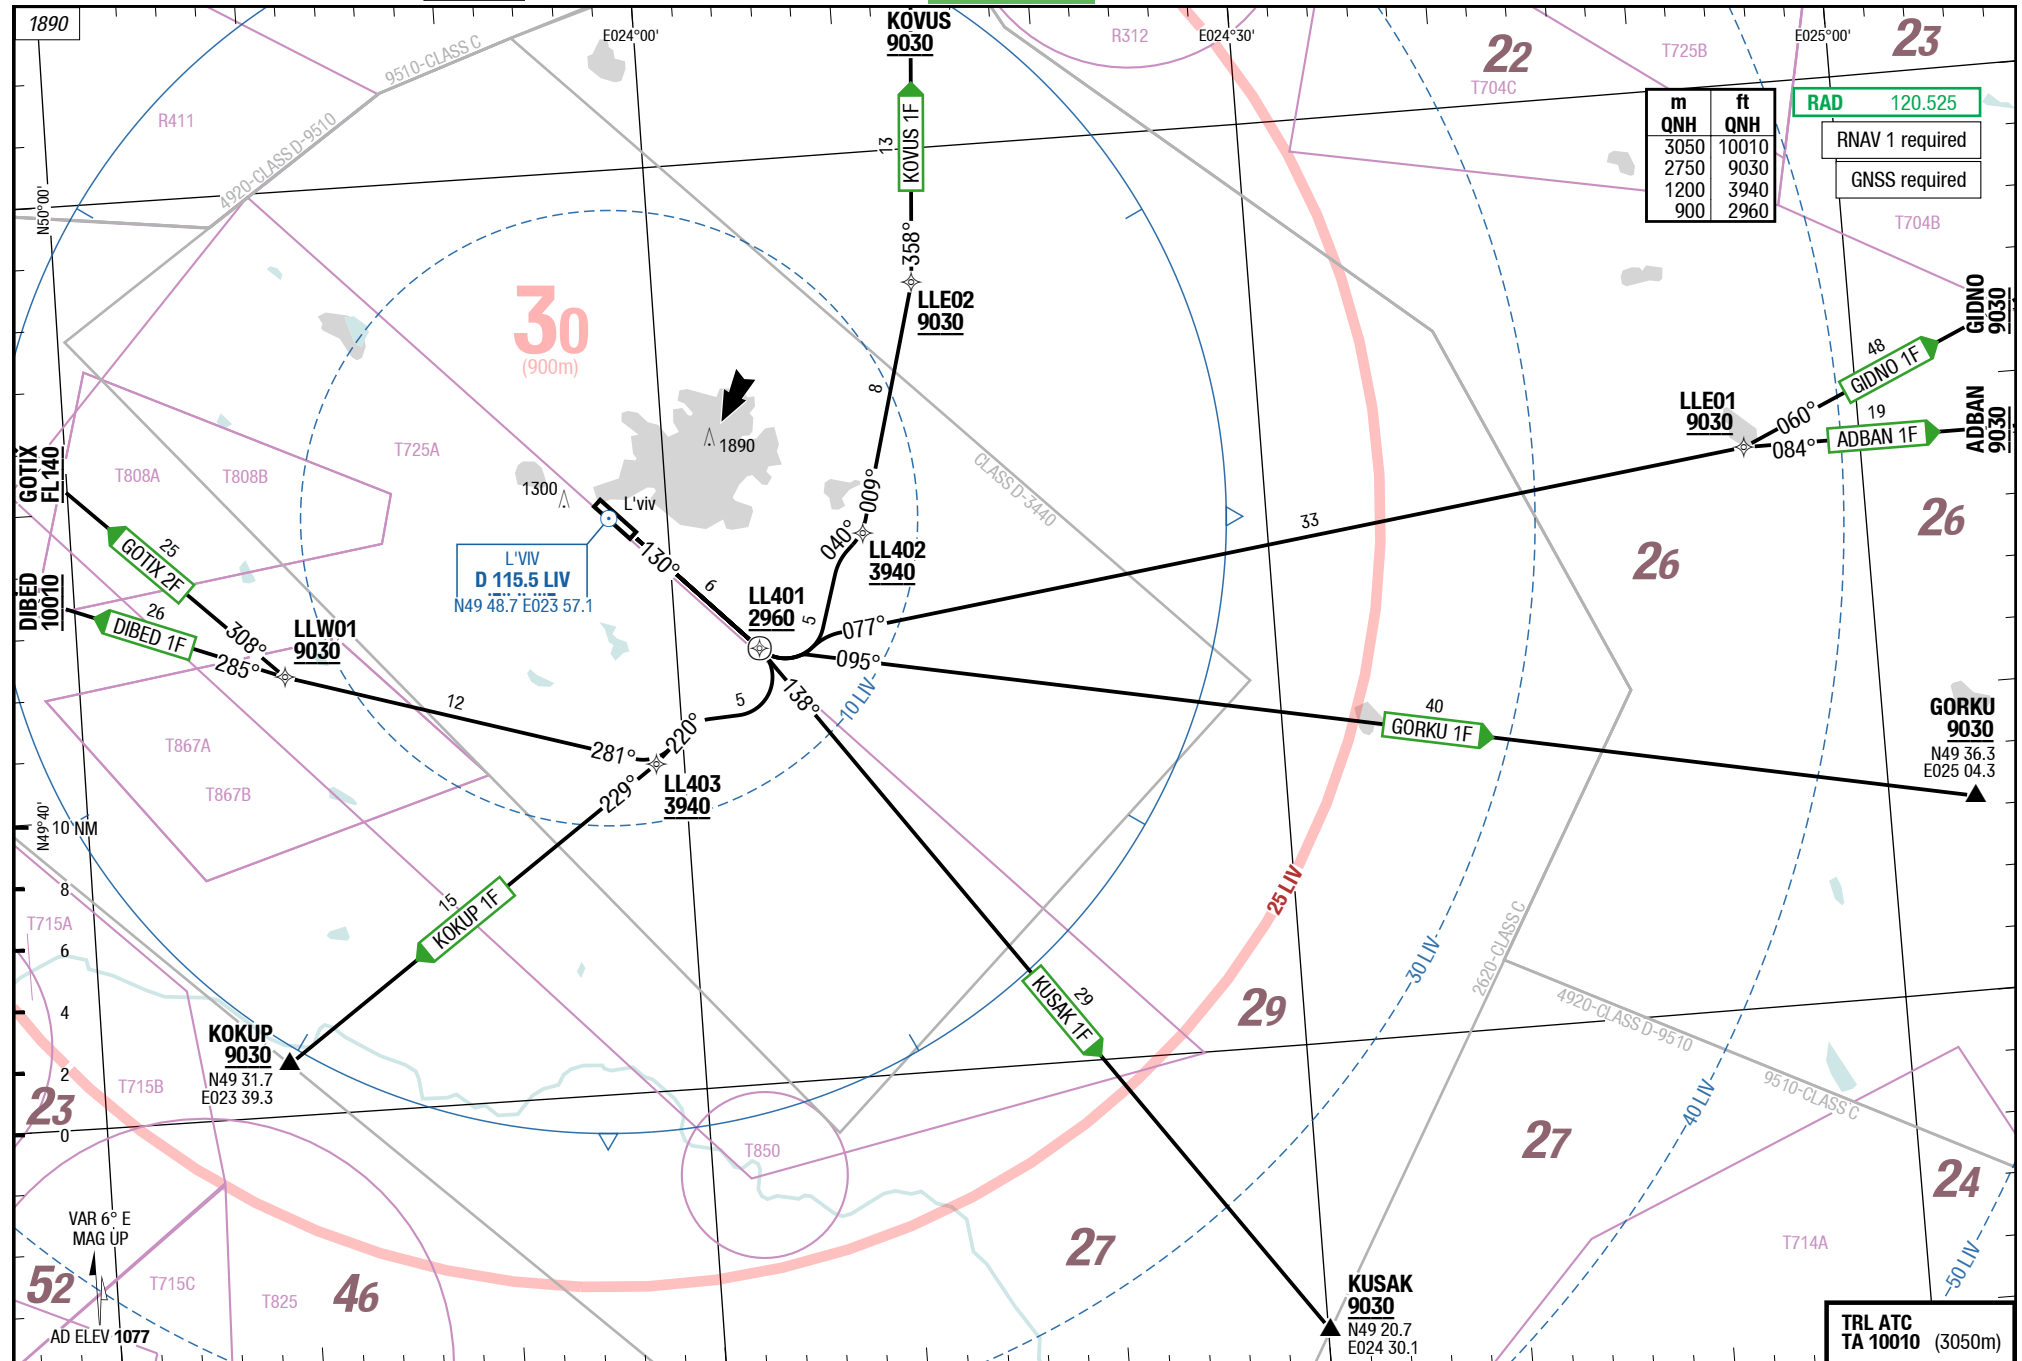 1890
KOVUS
9030
E024°00'
E024°30'
E025°00'
R312
T725B
T704C
22
23
9510-CLASS C
4920-CLASS D-9510
R411
N50°00'
13
KOVUS 1F
358°
m ft
QNH QNH
3050 10010
2750 9030
1200 3940
900 2960
RAD 120.525
RNAV 1 required
GNSS required
T704B
LLE02
9030
GIDNO
9030
30
(900m)
48
GIDNO 1F
060°
LLE01
9030
19
ADBAN 1F
084°
ADBAN
9030
8
1890
T725A
T808A
T808B
GOTIX
FL140
1300
L'viv
CLASS D-3440
009°
040°
33
26
26
25
GOTIX 2F
308°
L'VIV
D 115.5 LIV
N49 48.7 E023 57.1
130°
6
LL402
3940
DIBED
10010
26
DIBED 1F
285°
LLW01
9030
LL401
2960
5
077°
095°
138°
10 LIV
12
5
220°
281°
229°
LL403
3940
40
GORKU 1F
GORKU
9030
N49 36.3
E025 04.3
T867A
T867B
N49°40'
10 NM
8
6
4
2
0
15
KOKUP 1F
25 LIV
30 LIV
2620-CLASS C
T715A
29
KUSAK 1F
29
4920-CLASS D-9510
9510-CLASS C
KOKUP
9030
N49 31.7
E023 39.3
T715B
23
40 LIV
T850
27
24
VAR 6° E
MAG UP
27
T714A
50 LIV
52
T715C
T825
46
KUSAK
9030
N49 20.7
E024 30.1
AD ELEV 1077
TRL ATC
TA 10010 (3050m)